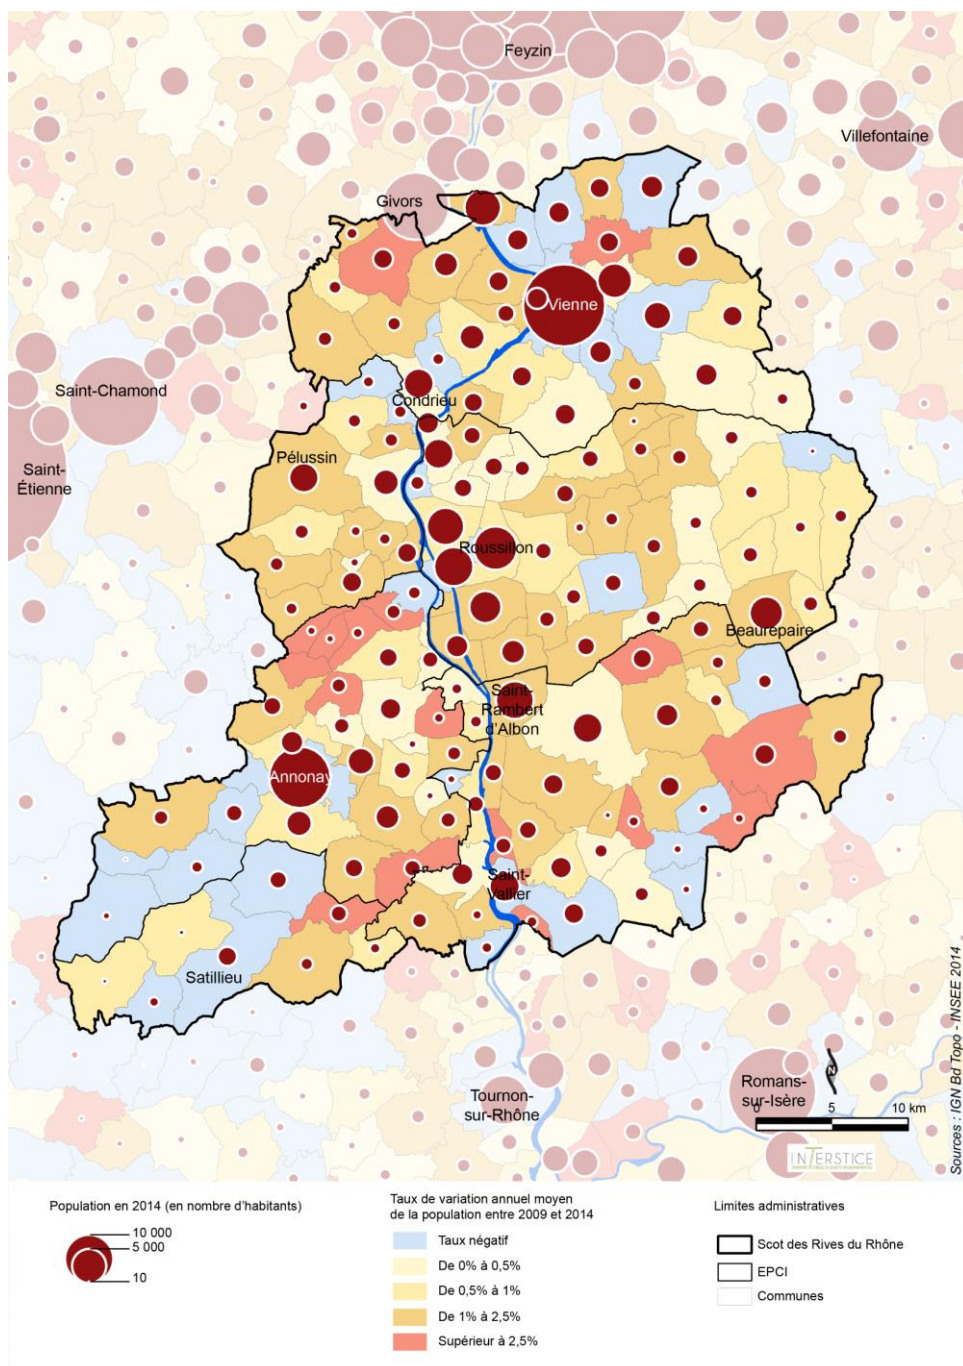 Feyzin
Villefontaine
Givors
Vienne
Saint-Chamond
Condrieu
Saint-
Étienne
Pélussin
Roussillon
Beaurepaire
Saint-
Rambert
d'Albon
Annonay
Saint-
Vallier
Satillieu
Tournon-
sur-Rhône
Romans-
sur-Isère
N
0 5 10 km
INTERSTICE
Sources : IGN Bd Topo - INSEE 2014
Population en 2014 (en nombre d'habitants)
10 000
5 000
10
Taux de variation annuel moyen
de la population entre 2009 et 2014
Taux négatif
De 0% à 0,5%
De 0,5% à 1%
De 1% à 2,5%
Supérieur à 2,5%
Limites administratives
Scot des Rives du Rhône
EPCI
Communes